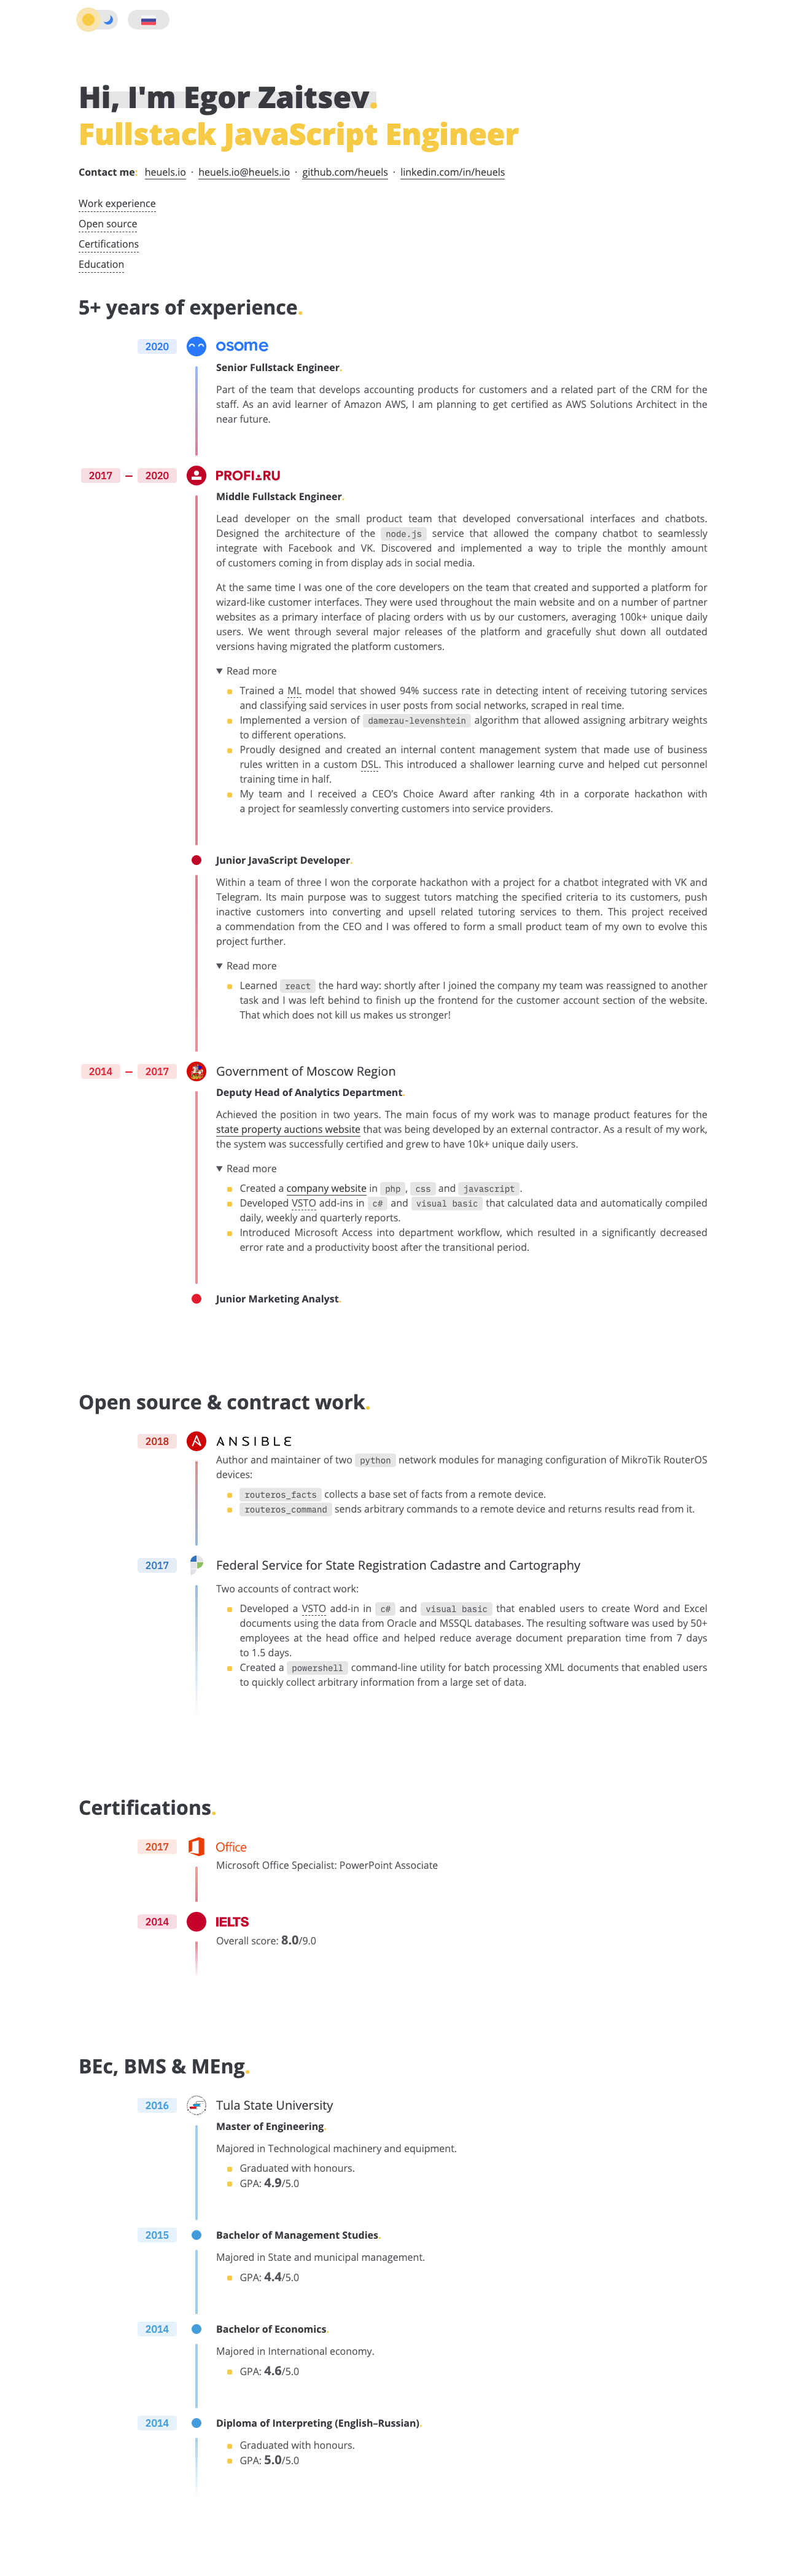 Hi, I'm Egor Zaitsev.
Fullstack JavaScript Engineer
Contact me: heuels.io · heuels.io@heuels.io · github.com/heuels · linkedin.com/in/heuels
Work experience
Open source
Certifications
Education
5+ years of experience.
2020 osome
Senior Fullstack Engineer.
Part of the team that develops accounting products for customers and a related part of the CRM for the
staff. As an avid learner of Amazon AWS, I am planning to get certified as AWS Solutions Architect in the
near future.
2017 – 2020 PROFI.RU
Middle Fullstack Engineer.
Lead developer on the small product team that developed conversational interfaces and chatbots.
Designed the architecture of the node.js service that allowed the company chatbot to seamlessly
integrate with Facebook and VK. Discovered and implemented a way to triple the monthly amount
of customers coming in from display ads in social media.
At the same time I was one of the core developers on the team that created and supported a platform for
wizard-like customer interfaces. They were used throughout the main website and on a number of partner
websites as a primary interface of placing orders with us by our customers, averaging 100k+ unique daily
users. We went through several major releases of the platform and gracefully shut down all outdated
versions having migrated the platform customers.
▼ Read more
Trained a ML model that showed 94% success rate in detecting intent of receiving tutoring services
and classifying said services in user posts from social networks, scraped in real time.
Implemented a version of damerau-levenshtein algorithm that allowed assigning arbitrary weights
to different operations.
Proudly designed and created an internal content management system that made use of business
rules written in a custom DSL. This introduced a shallower learning curve and helped cut personnel
training time in half.
My team and I received a CEO’s Choice Award after ranking 4th in a corporate hackathon with
a project for seamlessly converting customers into service providers.
Junior JavaScript Developer.
Within a team of three I won the corporate hackathon with a project for a chatbot integrated with VK and
Telegram. Its main purpose was to suggest tutors matching the specified criteria to its customers, push
inactive customers into converting and upsell related tutoring services to them. This project received
a commendation from the CEO and I was offered to form a small product team of my own to evolve this
project further.
▼ Read more
Learned react the hard way: shortly after I joined the company my team was reassigned to another
task and I was left behind to finish up the frontend for the customer account section of the website.
That which does not kill us makes us stronger!
2014 – 2017 Government of Moscow Region
Deputy Head of Analytics Department.
Achieved the position in two years. The main focus of my work was to manage product features for the
state property auctions website that was being developed by an external contractor. As a result of my work,
the system was successfully certified and grew to have 10k+ unique daily users.
▼ Read more
Created a company website in php, css and javascript.
Developed VSTO add-ins in c# and visual basic that calculated data and automatically compiled
daily, weekly and quarterly reports.
Introduced Microsoft Access into department workflow, which resulted in a significantly decreased
error rate and a productivity boost after the transitional period.
Junior Marketing Analyst.
Open source & contract work.
2018 ANSIBLE
Author and maintainer of two python network modules for managing configuration of MikroTik RouterOS
devices:
routeros_facts collects a base set of facts from a remote device.
routeros_command sends arbitrary commands to a remote device and returns results read from it.
2017 Federal Service for State Registration Cadastre and Cartography
Two accounts of contract work:
Developed a VSTO add-in in c# and visual basic that enabled users to create Word and Excel
documents using the data from Oracle and MSSQL databases. The resulting software was used by 50+
employees at the head office and helped reduce average document preparation time from 7 days
to 1.5 days.
Created a powershell command-line utility for batch processing XML documents that enabled users
to quickly collect arbitrary information from a large set of data.
Certifications.
2017 Office
Microsoft Office Specialist: PowerPoint Associate
2014 IELTS
Overall score: 8.0/9.0
BEc, BMS & MEng.
2016 Tula State University
Master of Engineering.
Majored in Technological machinery and equipment.
Graduated with honours.
GPA: 4.9/5.0
2015 Bachelor of Management Studies.
Majored in State and municipal management.
GPA: 4.4/5.0
2014 Bachelor of Economics.
Majored in International economy.
GPA: 4.6/5.0
2014 Diploma of Interpreting (English–Russian).
Graduated with honours.
GPA: 5.0/5.0